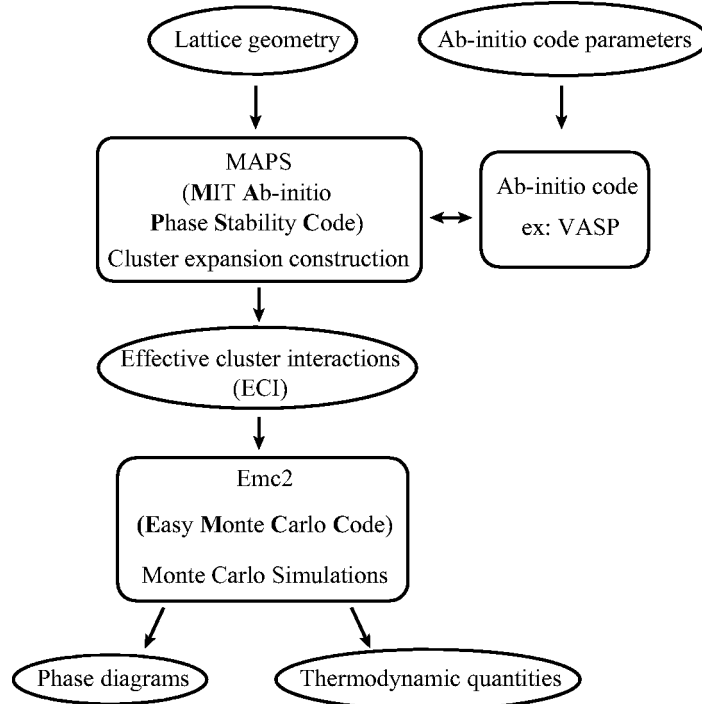 Lattice geometry
Ab-initio code parameters
MAPS
(MIT Ab-initio
Phase Stability Code)
Cluster expansion construction
Ab-initio code
ex: VASP
Effective cluster interactions
(ECI)
Emc2
(Easy Monte Carlo Code)
Monte Carlo Simulations
Phase diagrams
Thermodynamic quantities